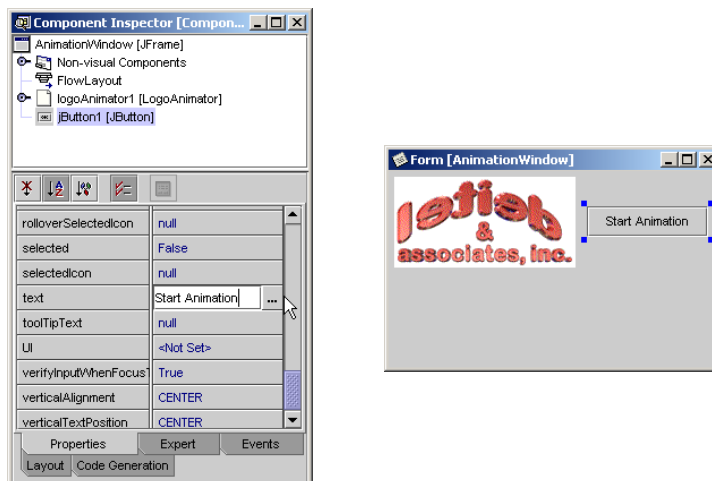 Component Inspector [Compon...
AnimationWindow [JFrame]
Non-visual Components
FlowLayout
logoAnimator1 [LogoAnimator]
jButton1 [JButton]
rolloverSelectedIcon null
selected False
selectedIcon null
text Start Animation ...
toolTipText null
UI <Not Set>
verifyInputWhenFocusT True
verticalAlignment CENTER
verticalTextPosition CENTER
Properties Expert Events
Layout Code Generation
Form [AnimationWindow]
deitel
&
associates, inc.
Start Animation